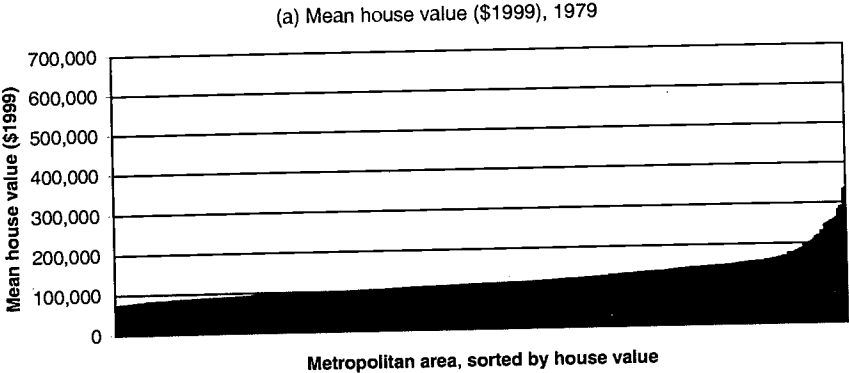 (a) Mean house value ($1999), 1979
Mean house value ($1999)
700,000
600,000
500,000
400,000
300,000
200,000
100,000
0
Metropolitan area, sorted by house value